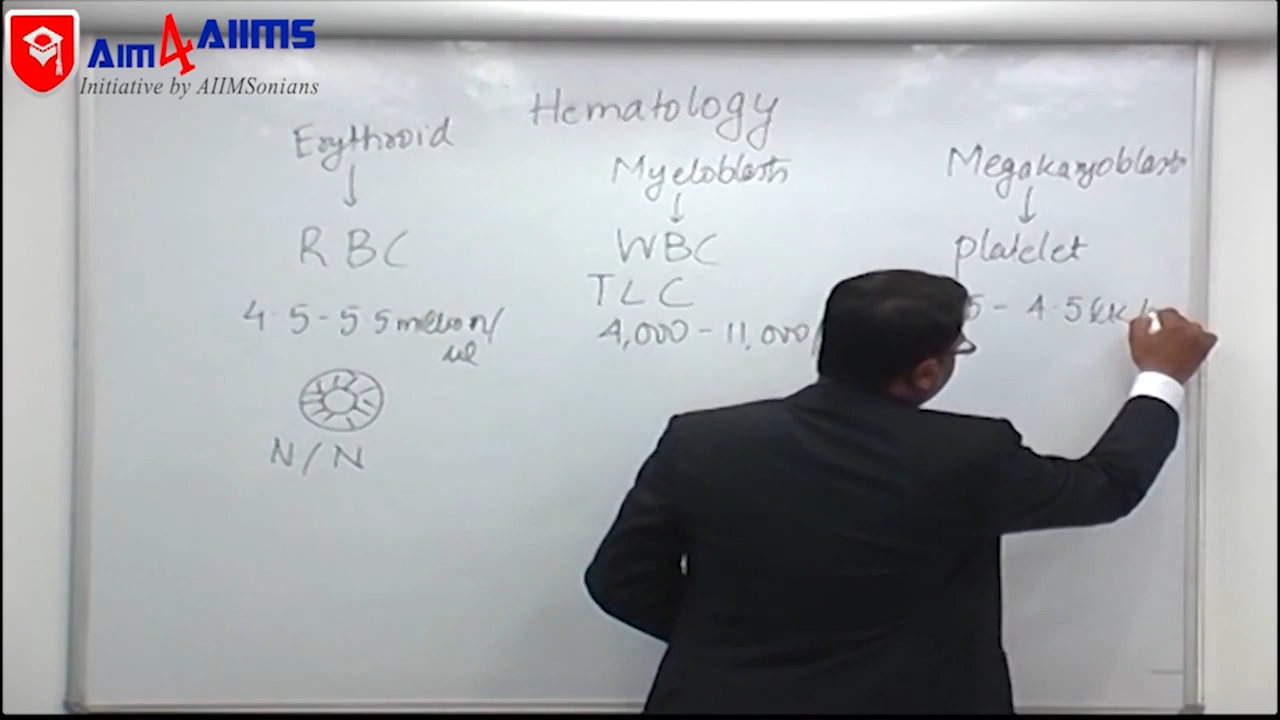 Aim4AIIMS
Initiative by AIIMSonians
Hematology
Erythroid
RBC
4.5-5.5 million/
ul
N/N
Myeloblasts
WBC
TLC
4,000-11,000/
Megakaryoblasts
platelet
5-4.5